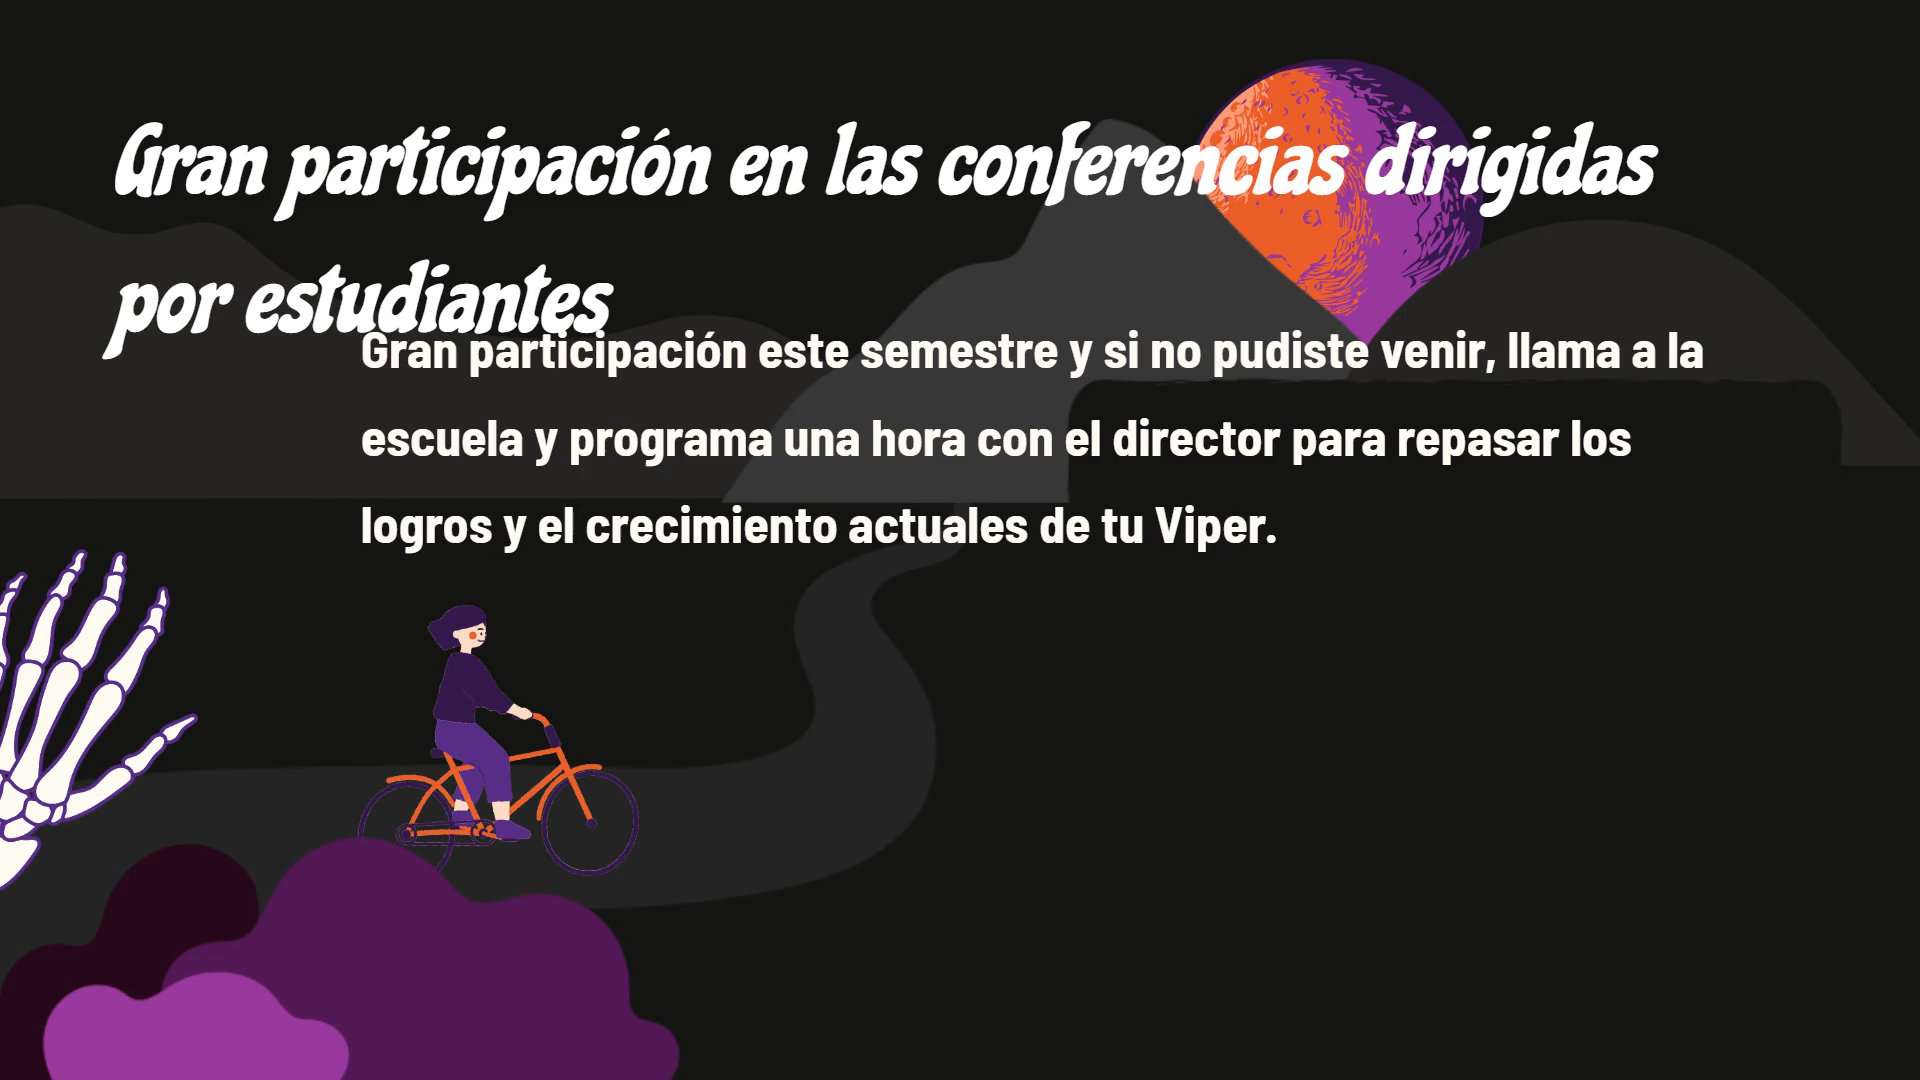 Gran participación en las conferencias dirigidas
por estudiantes
Gran participación este semestre y si no pudiste venir, llama a la
escuela y programa una hora con el director para repasar los
logros y el crecimiento actuales de tu Viper.